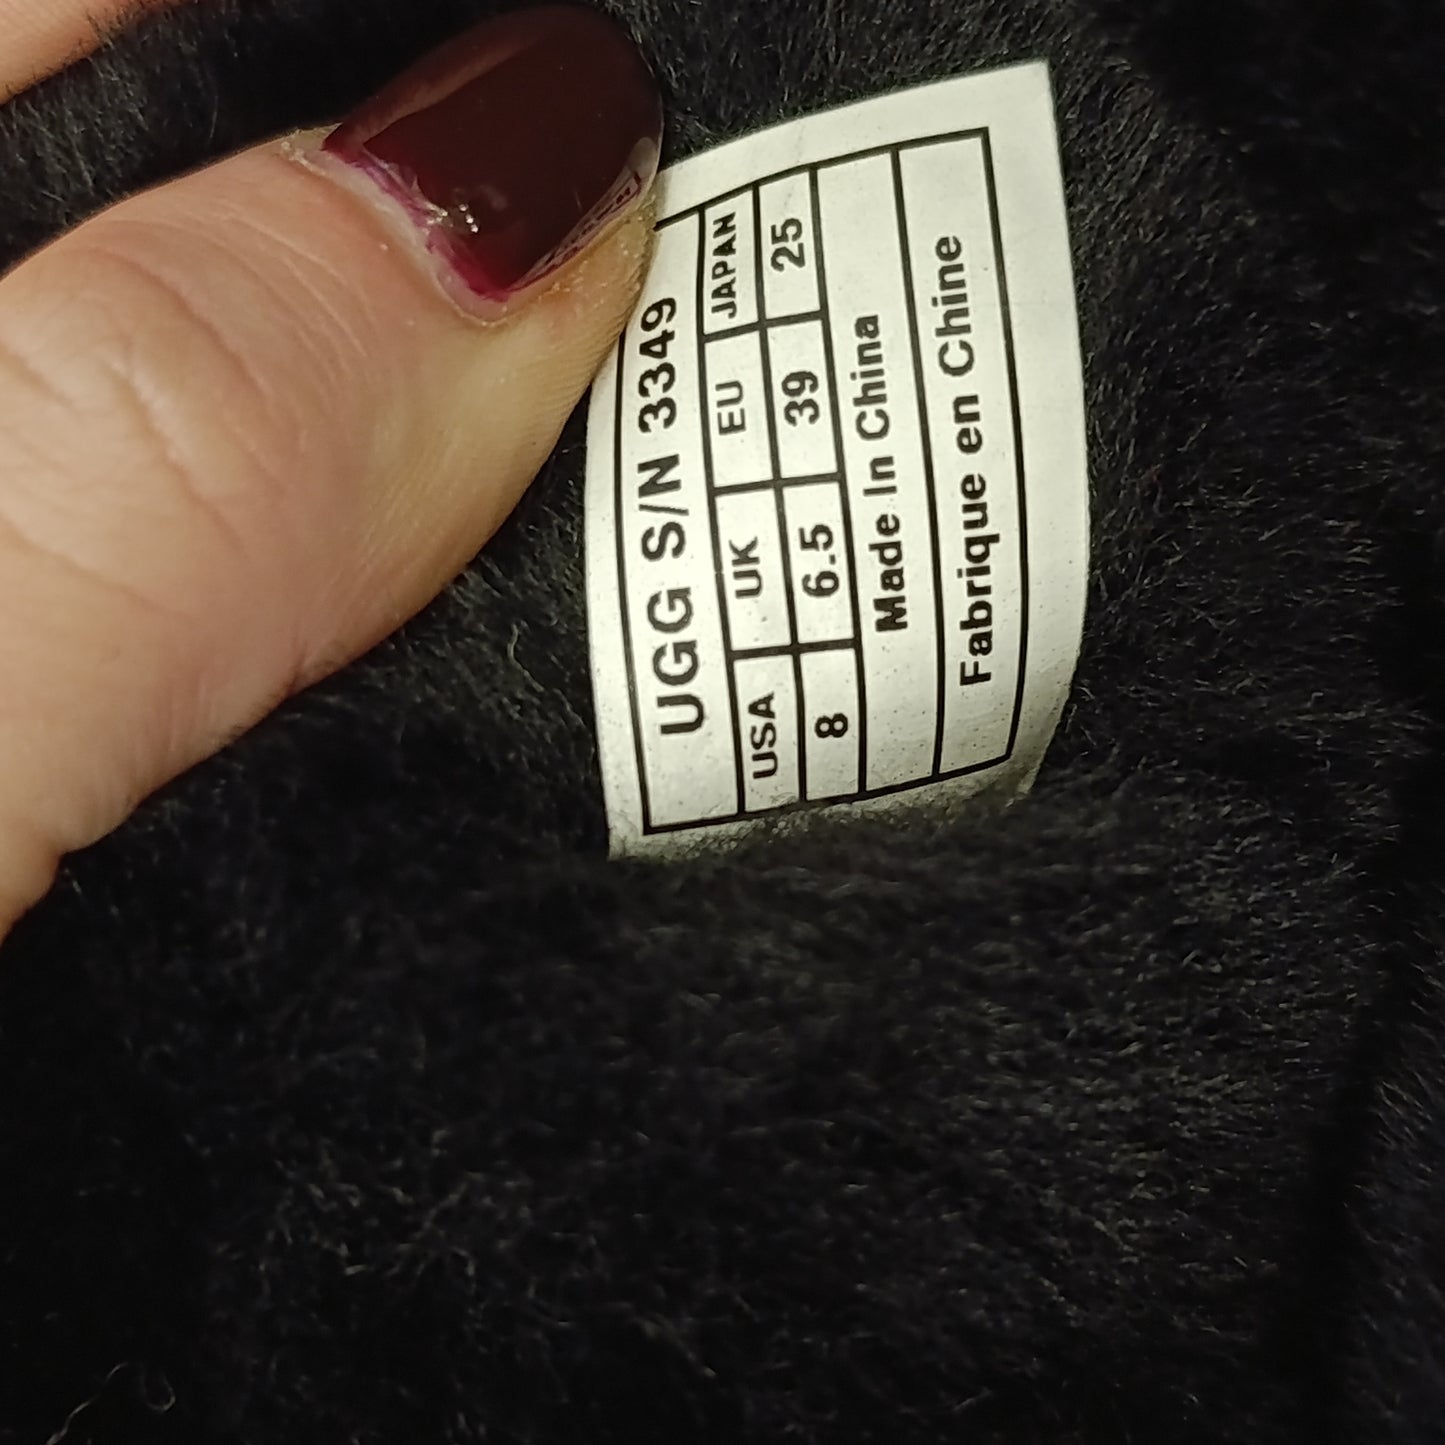 UGG S/N 3349
USA UK EU JAPAN
8 6.5 39 25
Made In China
Fabrique en Chine